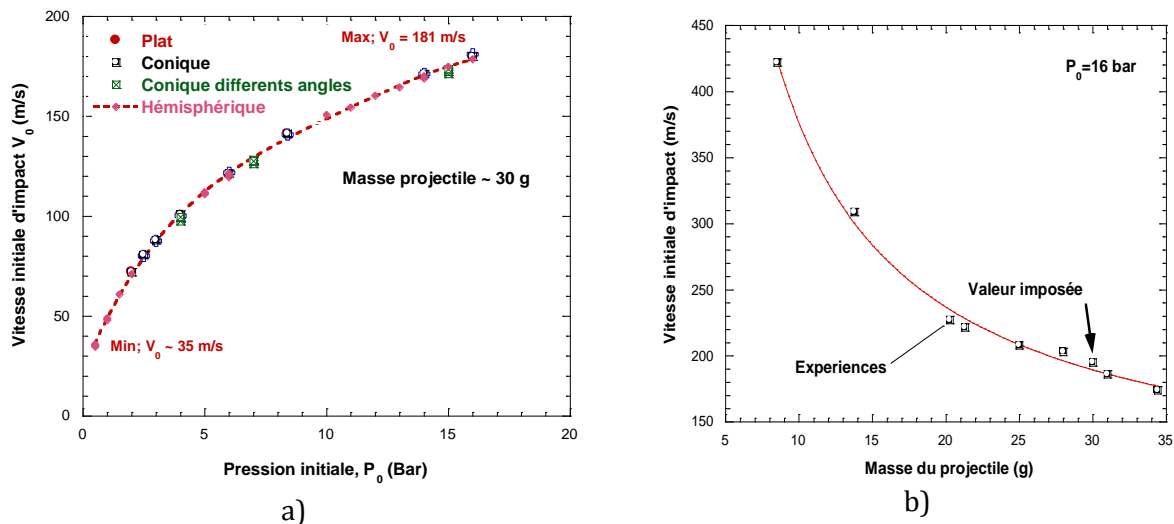 200
180
150
100
50
0
0
5
10
15
20
Vitesse initiale d'impact V0 (m/s)
Pression initiale, P0 (Bar)
Plat
Conique
Conique differents angles
Hémisphérique
Max; V0 = 181 m/s
Masse projectile ~ 30 g
Min; V0 ~ 35 m/s
a)
450
400
350
300
250
200
150
5
10
15
20
25
30
35
Vitesse initiale d'impact (m/s)
Masse du projectile (g)
P0=16 bar
Valeur imposée
Experiences
b)